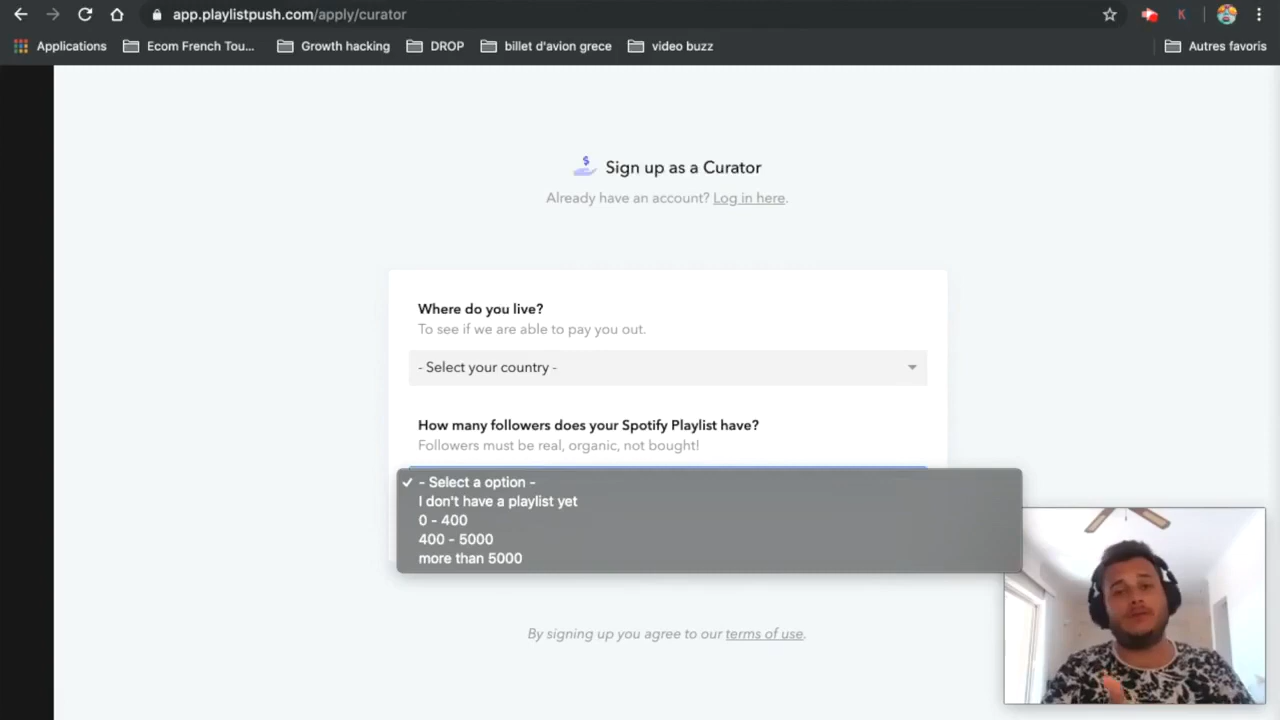 app.playlistpush.com/apply/curator
K
Applications
Ecom French Tou...
Growth hacking
DROP
billet d'avion grece
video buzz
Autres favoris
$
Sign up as a Curator
Already have an account? Log in here.
Where do you live?
To see if we are able to pay you out.
- Select your country -
How many followers does your Spotify Playlist have?
Followers must be real, organic, not bought!
- Select a option -
I don't have a playlist yet
0 - 400
400 - 5000
more than 5000
By signing up you agree to our terms of use.